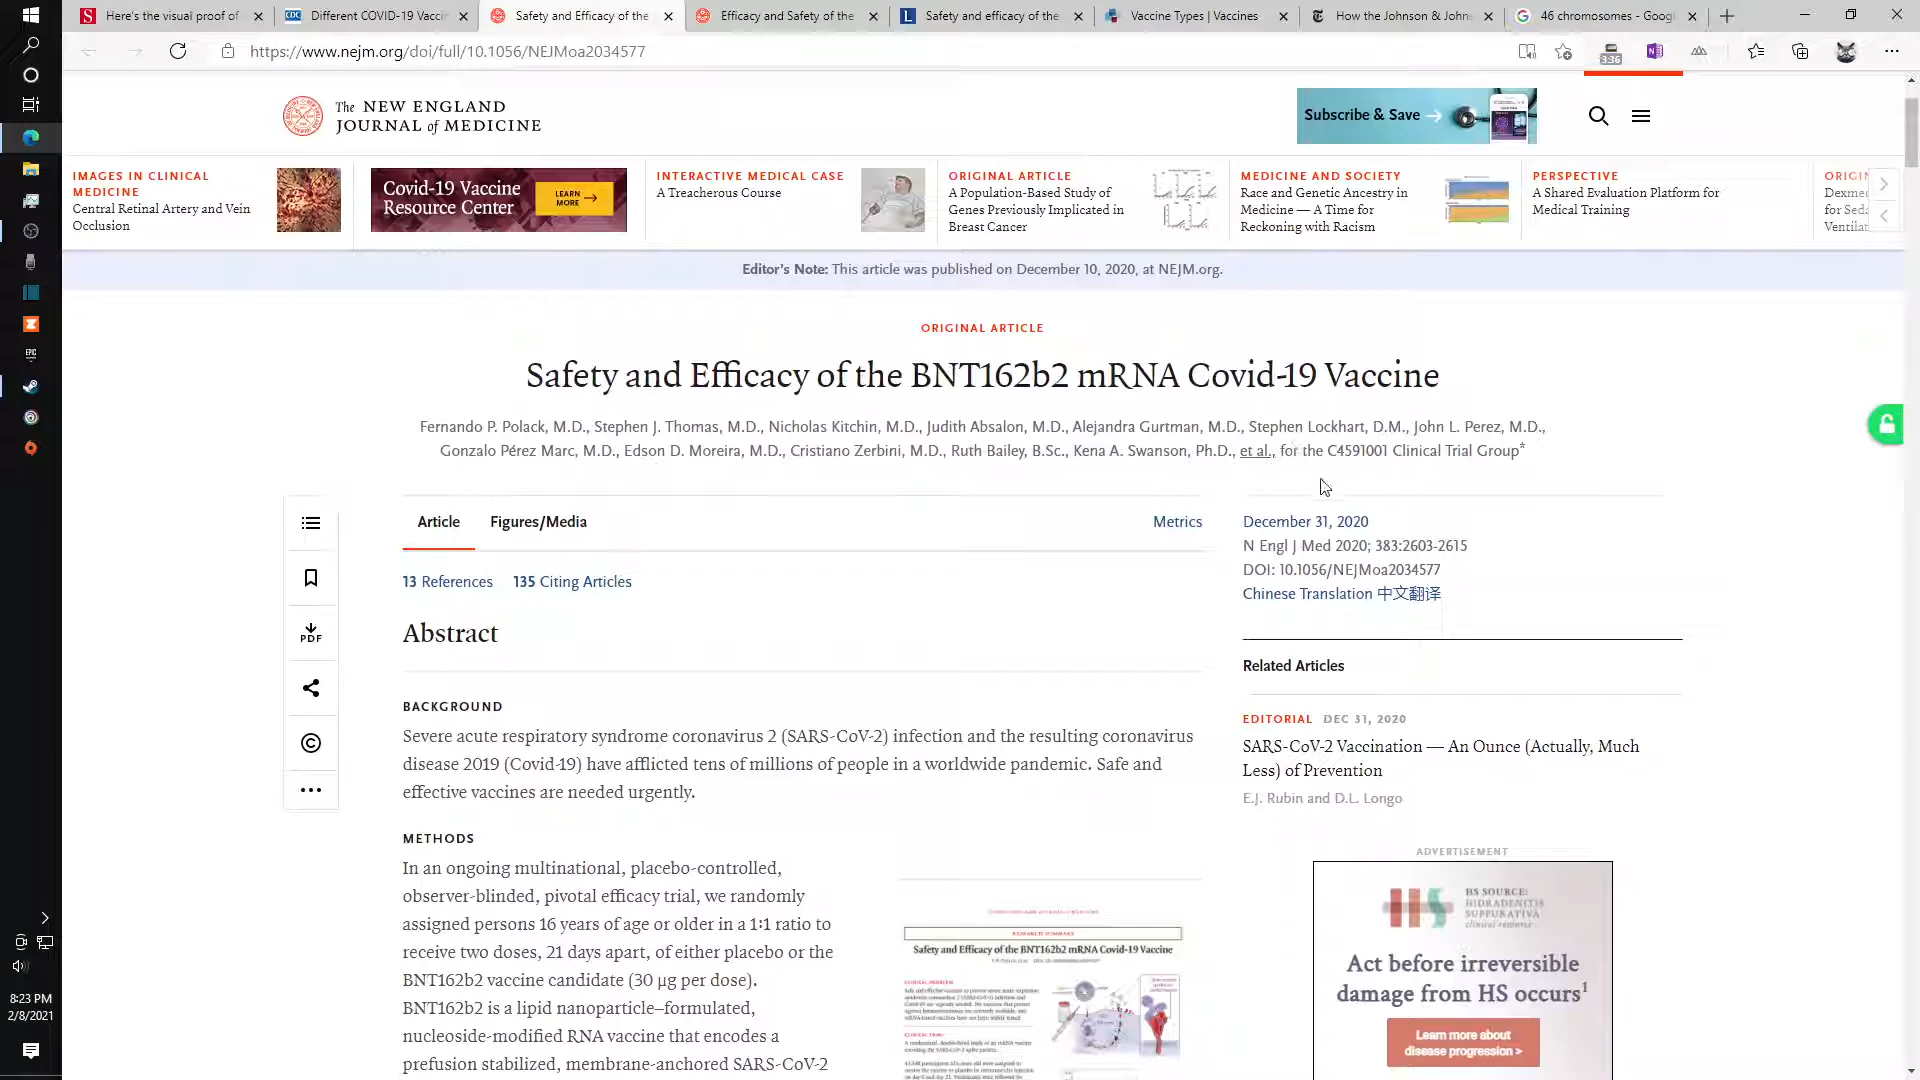 Here's the visual proof of
Different COVID-19 Vaccin
Safety and Efficacy of the
Efficacy and Safety of the
Safety and efficacy of the
Vaccine Types | Vaccines
How the Johnson & Johns
46 chromosomes - Googl
https://www.nejm.org/doi/full/10.1056/NEJMoa2034577
3:36
The NEW ENGLAND
JOURNAL of MEDICINE
Subscribe & Save →
IMAGES IN CLINICAL
MEDICINE
Central Retinal Artery and Vein
Occlusion
Covid-19 Vaccine
Resource Center
LEARN
MORE →
INTERACTIVE MEDICAL CASE
A Treacherous Course
ORIGINAL ARTICLE
A Population-Based Study of
Genes Previously Implicated in
Breast Cancer
MEDICINE AND SOCIETY
Race and Genetic Ancestry in
Medicine — A Time for
Reckoning with Racism
PERSPECTIVE
A Shared Evaluation Platform for
Medical Training
ORIGIN
Dexmed
for Seda
Ventilat
Editor's Note: This article was published on December 10, 2020, at NEJM.org.
ORIGINAL ARTICLE
Safety and Efficacy of the BNT162b2 mRNA Covid-19 Vaccine
Fernando P. Polack, M.D., Stephen J. Thomas, M.D., Nicholas Kitchin, M.D., Judith Absalon, M.D., Alejandra Gurtman, M.D., Stephen Lockhart, D.M., John L. Perez, M.D.,
Gonzalo Pérez Marc, M.D., Edson D. Moreira, M.D., Cristiano Zerbini, M.D., Ruth Bailey, B.Sc., Kena A. Swanson, Ph.D., et al., for the C4591001 Clinical Trial Group*
Article
Figures/Media
Metrics
13 References
135 Citing Articles
Abstract
BACKGROUND
Severe acute respiratory syndrome coronavirus 2 (SARS-CoV-2) infection and the resulting coronavirus
disease 2019 (Covid-19) have afflicted tens of millions of people in a worldwide pandemic. Safe and
effective vaccines are needed urgently.
METHODS
In an ongoing multinational, placebo-controlled,
observer-blinded, pivotal efficacy trial, we randomly
assigned persons 16 years of age or older in a 1:1 ratio to
receive two doses, 21 days apart, of either placebo or the
BNT162b2 vaccine candidate (30 μg per dose).
BNT162b2 is a lipid nanoparticle–formulated,
nucleoside-modified RNA vaccine that encodes a
prefusion stabilized, membrane-anchored SARS-CoV-2
Safety and Efficacy of the BNT162b2 mRNA Covid-19 Vaccine
December 31, 2020
N Engl J Med 2020; 383:2603-2615
DOI: 10.1056/NEJMoa2034577
Chinese Translation 中文翻译
Related Articles
EDITORIAL DEC 31, 2020
SARS-CoV-2 Vaccination — An Ounce (Actually, Much
Less) of Prevention
E.J. Rubin and D.L. Longo
ADVERTISEMENT
HS
HS SOURCE:
HIDRADENITIS
SUPPURATIVA
clinical resource
Act before irreversible
damage from HS occurs¹
Learn more about
disease progression >
PDF
EPIC
CDC
8:23 PM
2/8/2021